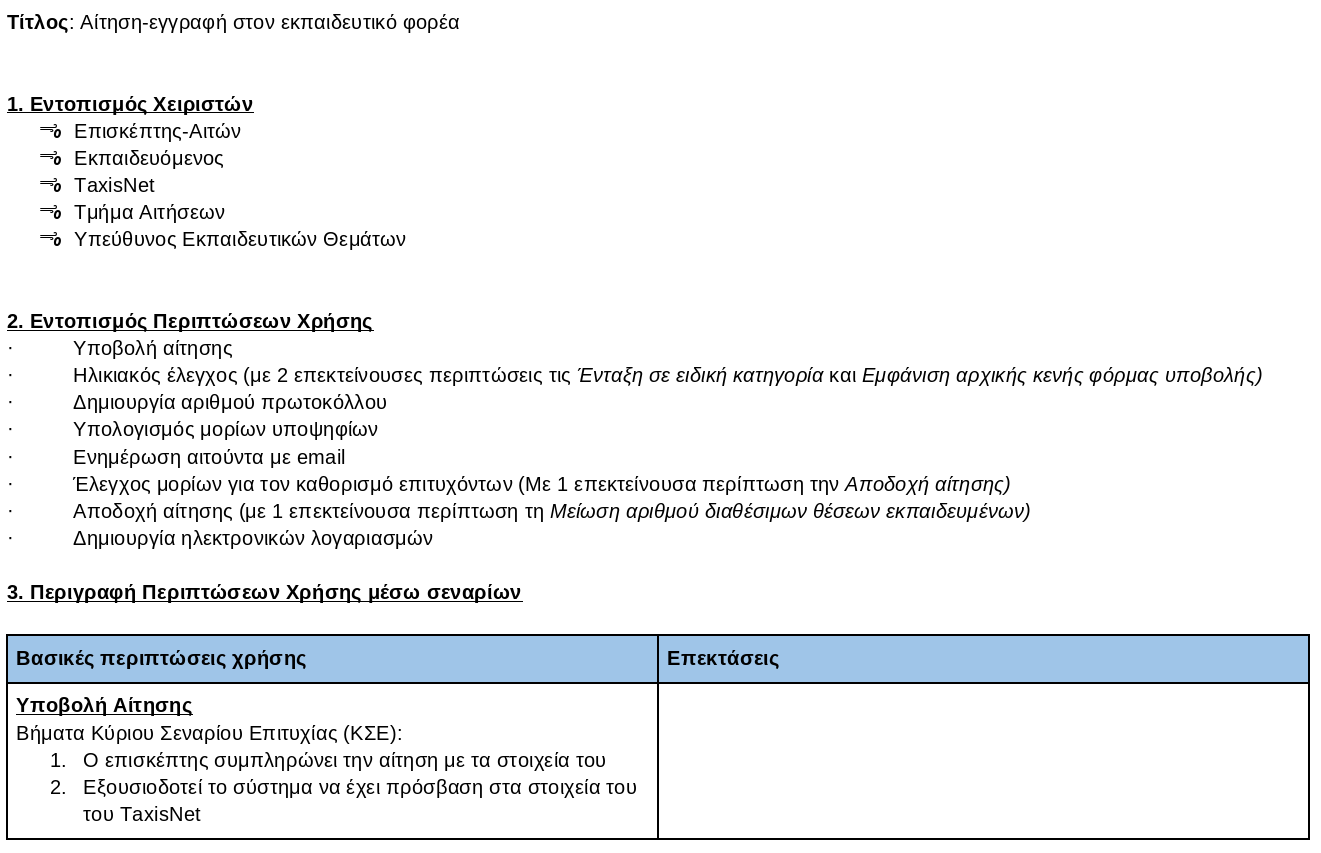 Τίτλος: Αίτηση-εγγραφή στον εκπαιδευτικό φορέα
1. Εντοπισμός Χειριστών
Επισκέπτης-Αιτών
Εκπαιδευόμενος
TaxisNet
Τμήμα Αιτήσεων
Υπεύθυνος Εκπαιδευτικών Θεμάτων
2. Εντοπισμός Περιπτώσεων Χρήσης
· Υποβολή αίτησης
· Ηλικιακός έλεγχος (με 2 επεκτείνουσες περιπτώσεις τις Ένταξη σε ειδική κατηγορία και Εμφάνιση αρχικής κενής φόρμας υποβολής)
· Δημιουργία αριθμού πρωτοκόλλου
· Υπολογισμός μορίων υποψηφίων
· Ενημέρωση αιτούντα με email
· Έλεγχος μορίων για τον καθορισμό επιτυχόντων (Με 1 επεκτείνουσα περίπτωση την Αποδοχή αίτησης)
· Αποδοχή αίτησης (με 1 επεκτείνουσα περίπτωση τη Μείωση αριθμού διαθέσιμων θέσεων εκπαιδευμένων)
· Δημιουργία ηλεκτρονικών λογαριασμών
3. Περιγραφή Περιπτώσεων Χρήσης μέσω σεναρίων
Βασικές περιπτώσεις χρήσης
Επεκτάσεις
Υποβολή Αίτησης
Βήματα Κύριου Σεναρίου Επιτυχίας (ΚΣΕ):
1. Ο επισκέπτης συμπληρώνει την αίτηση με τα στοιχεία του
2. Εξουσιοδοτεί το σύστημα να έχει πρόσβαση στα στοιχεία του
του TaxisNet